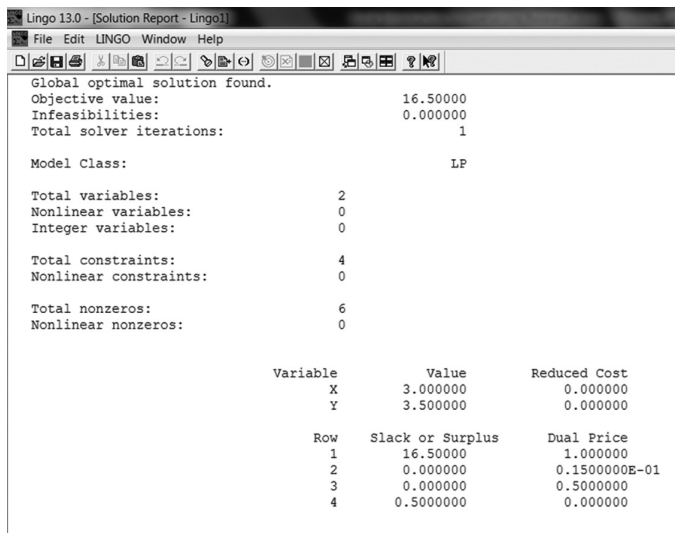 Lingo 13.0 - [Solution Report - Lingo1]
File Edit LINGO Window Help
Global optimal solution found.
Objective value: 16.50000
Infeasibilities: 0.000000
Total solver iterations: 1
Model Class: LP
Total variables: 2
Nonlinear variables: 0
Integer variables: 0
Total constraints: 4
Nonlinear constraints: 0
Total nonzeros: 6
Nonlinear nonzeros: 0
Variable Value Reduced Cost
X 3.000000 0.000000
Y 3.500000 0.000000
Row Slack or Surplus Dual Price
1 16.50000 1.000000
2 0.000000 0.1500000E-01
3 0.000000 0.5000000
4 0.5000000 0.000000